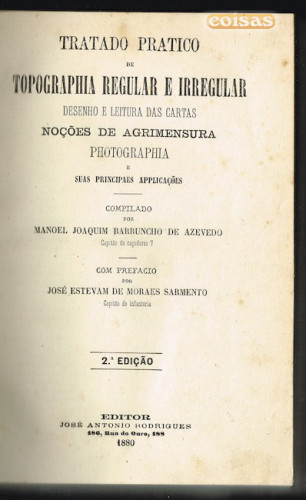 coisas
TRATADO PRATICO
DE
TOPOGRAPHIA REGULAR E IRREGULAR
DESENHO E LEITURA DAS CARTAS
NOÇÕES DE AGRIMENSURA
PHOTOGRAPHIA
E
SUAS PRINCIPAES APPLICAÇÕES
COMPILADO
POR
MANOEL JOAQUIM BARRUNCHO DE AZEVEDO
Capitão de caçadores 7
COM PREFACIO
POR
JOSÉ ESTEVAM DE MORAES SARMENTO
Capitão de infanteria
2.ª EDIÇÃO
EDITOR
JOSÉ ANTONIO RODRIGUES
186, Rua do Ouro, 188
1880